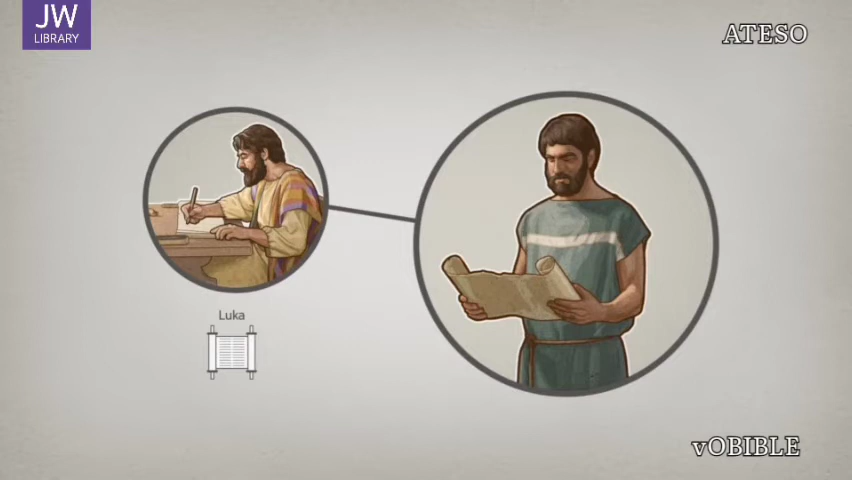 JW
LIBRARY
ATESO
Luka
vOBIBLE